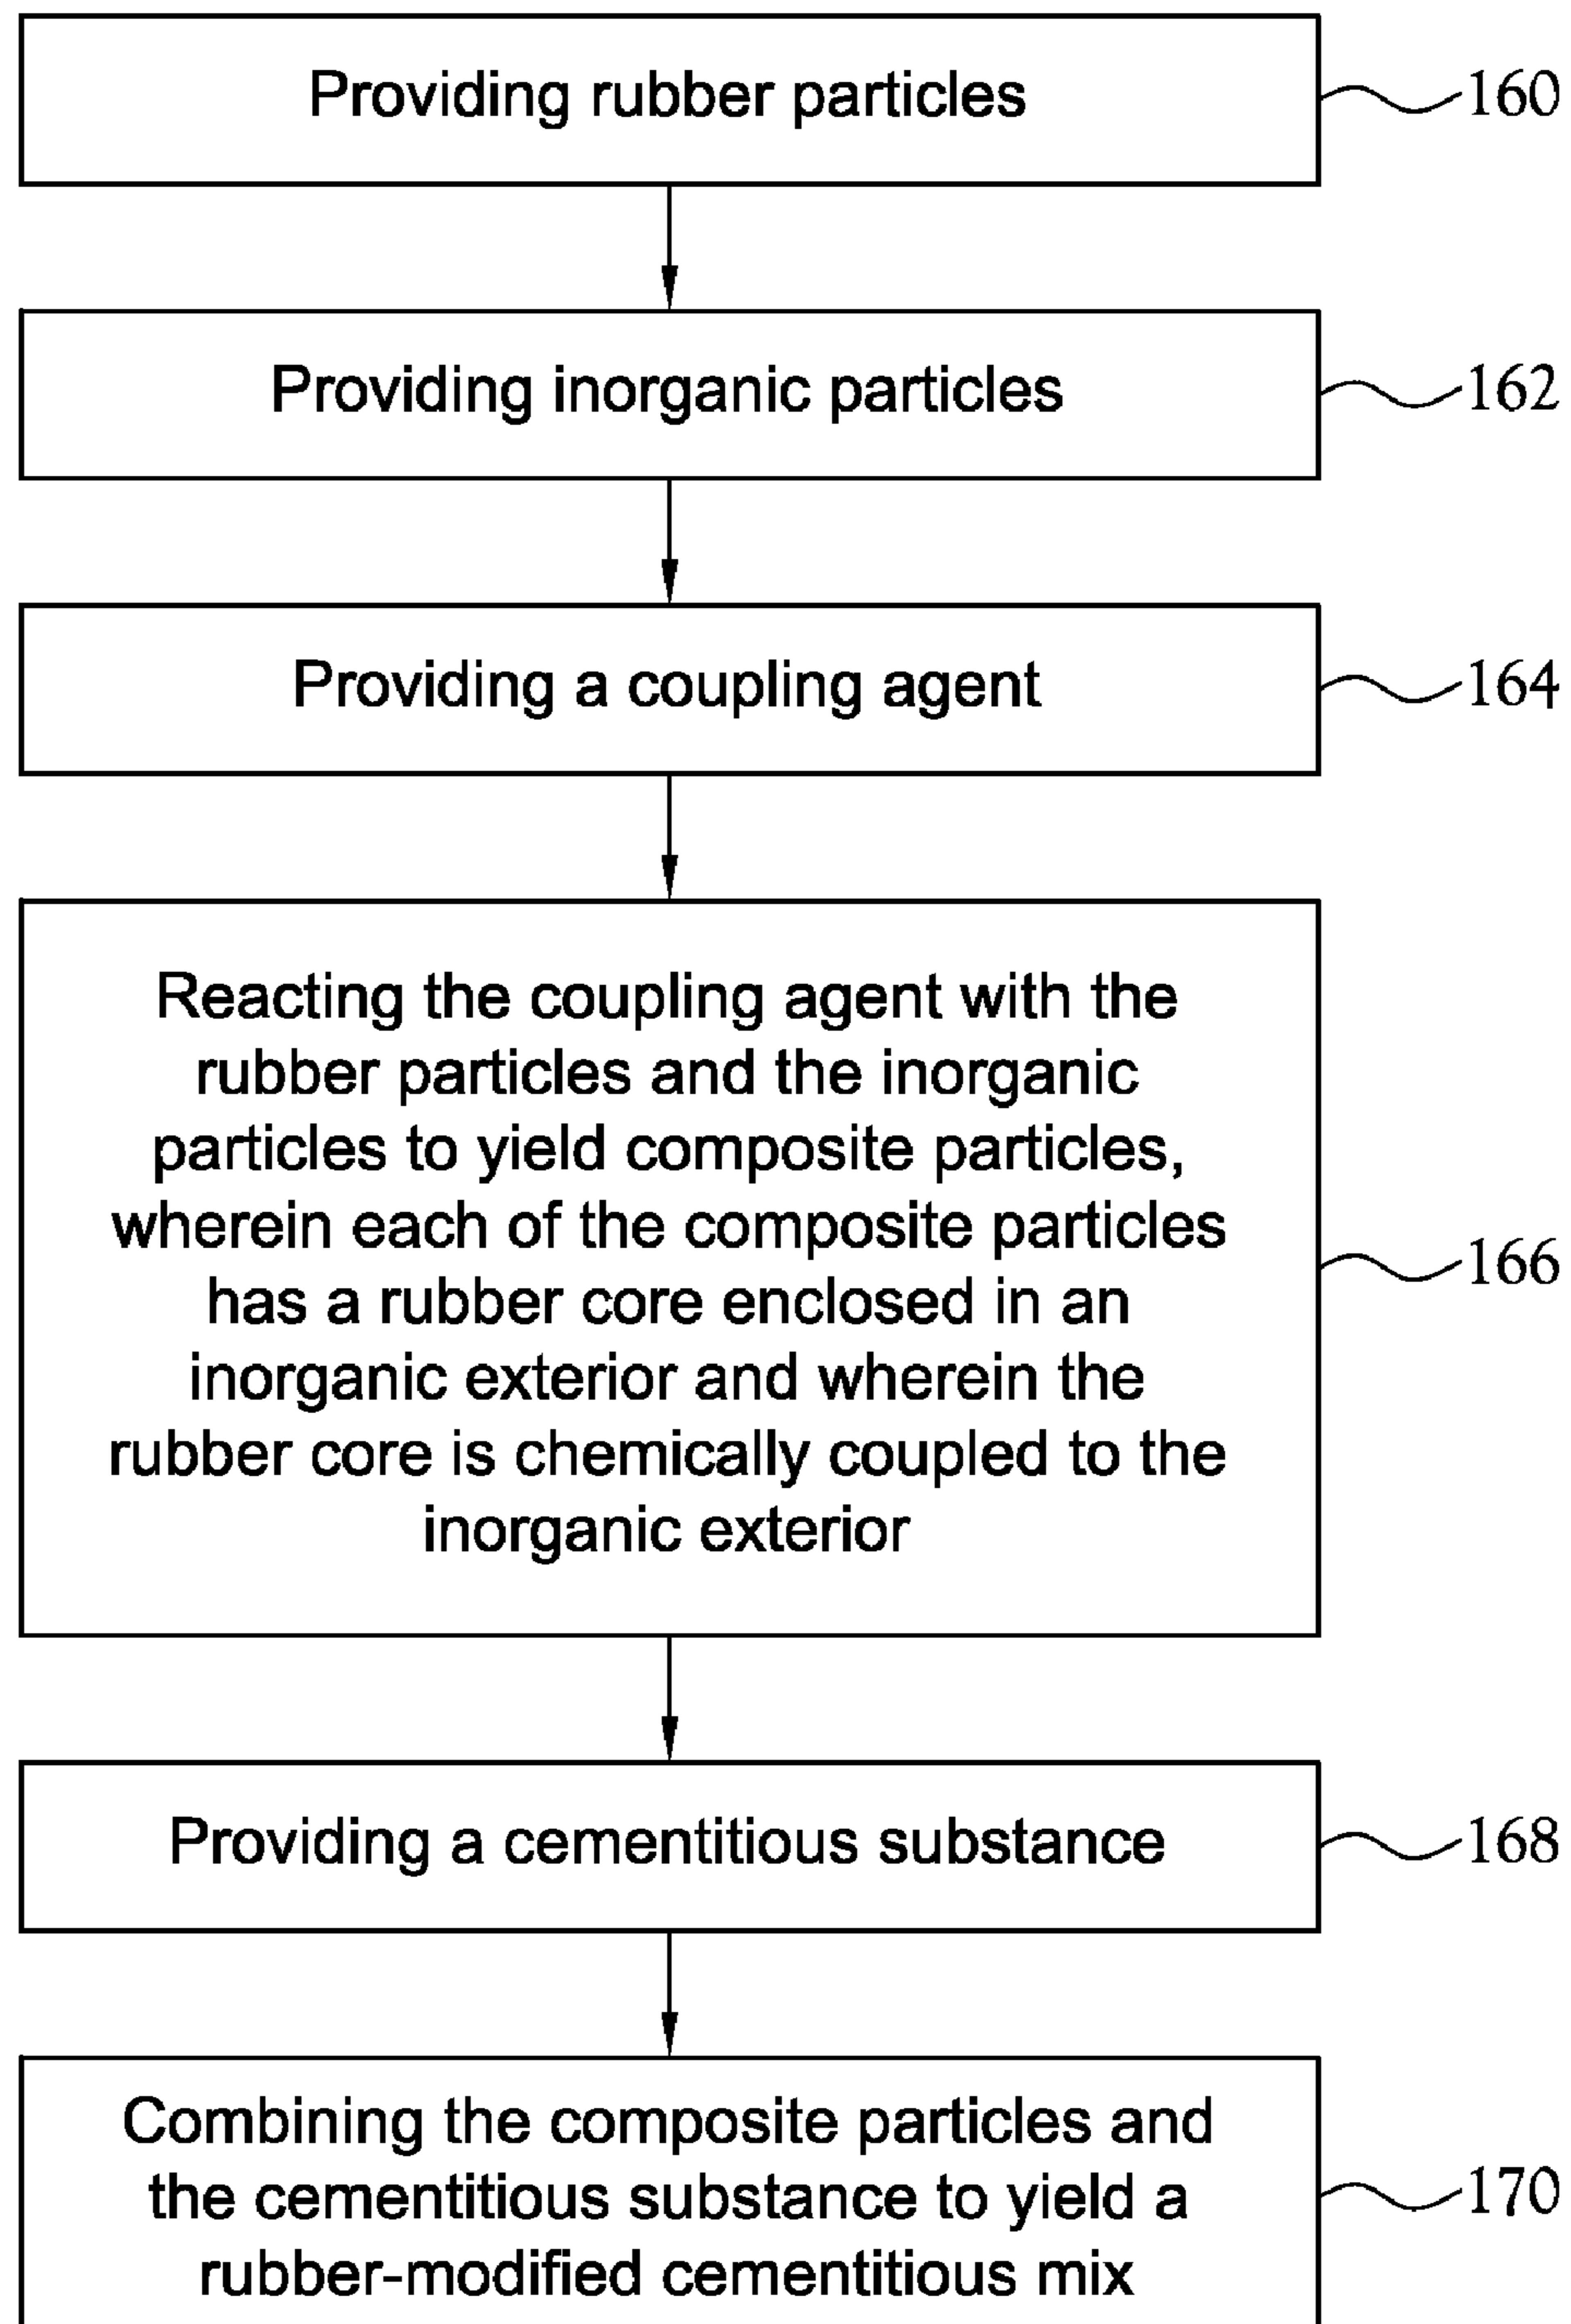 Providing rubber particles
160
Providing inorganic particles
162
Providing a coupling agent
164
Reacting the coupling agent with the
rubber particles and the inorganic
particles to yield composite particles,
wherein each of the composite particles
has a rubber core enclosed in an
inorganic exterior and wherein the
rubber core is chemically coupled to the
inorganic exterior
166
Providing a cementitious substance
168
Combining the composite particles and
the cementitious substance to yield a
rubber-modified cementitious mix
170